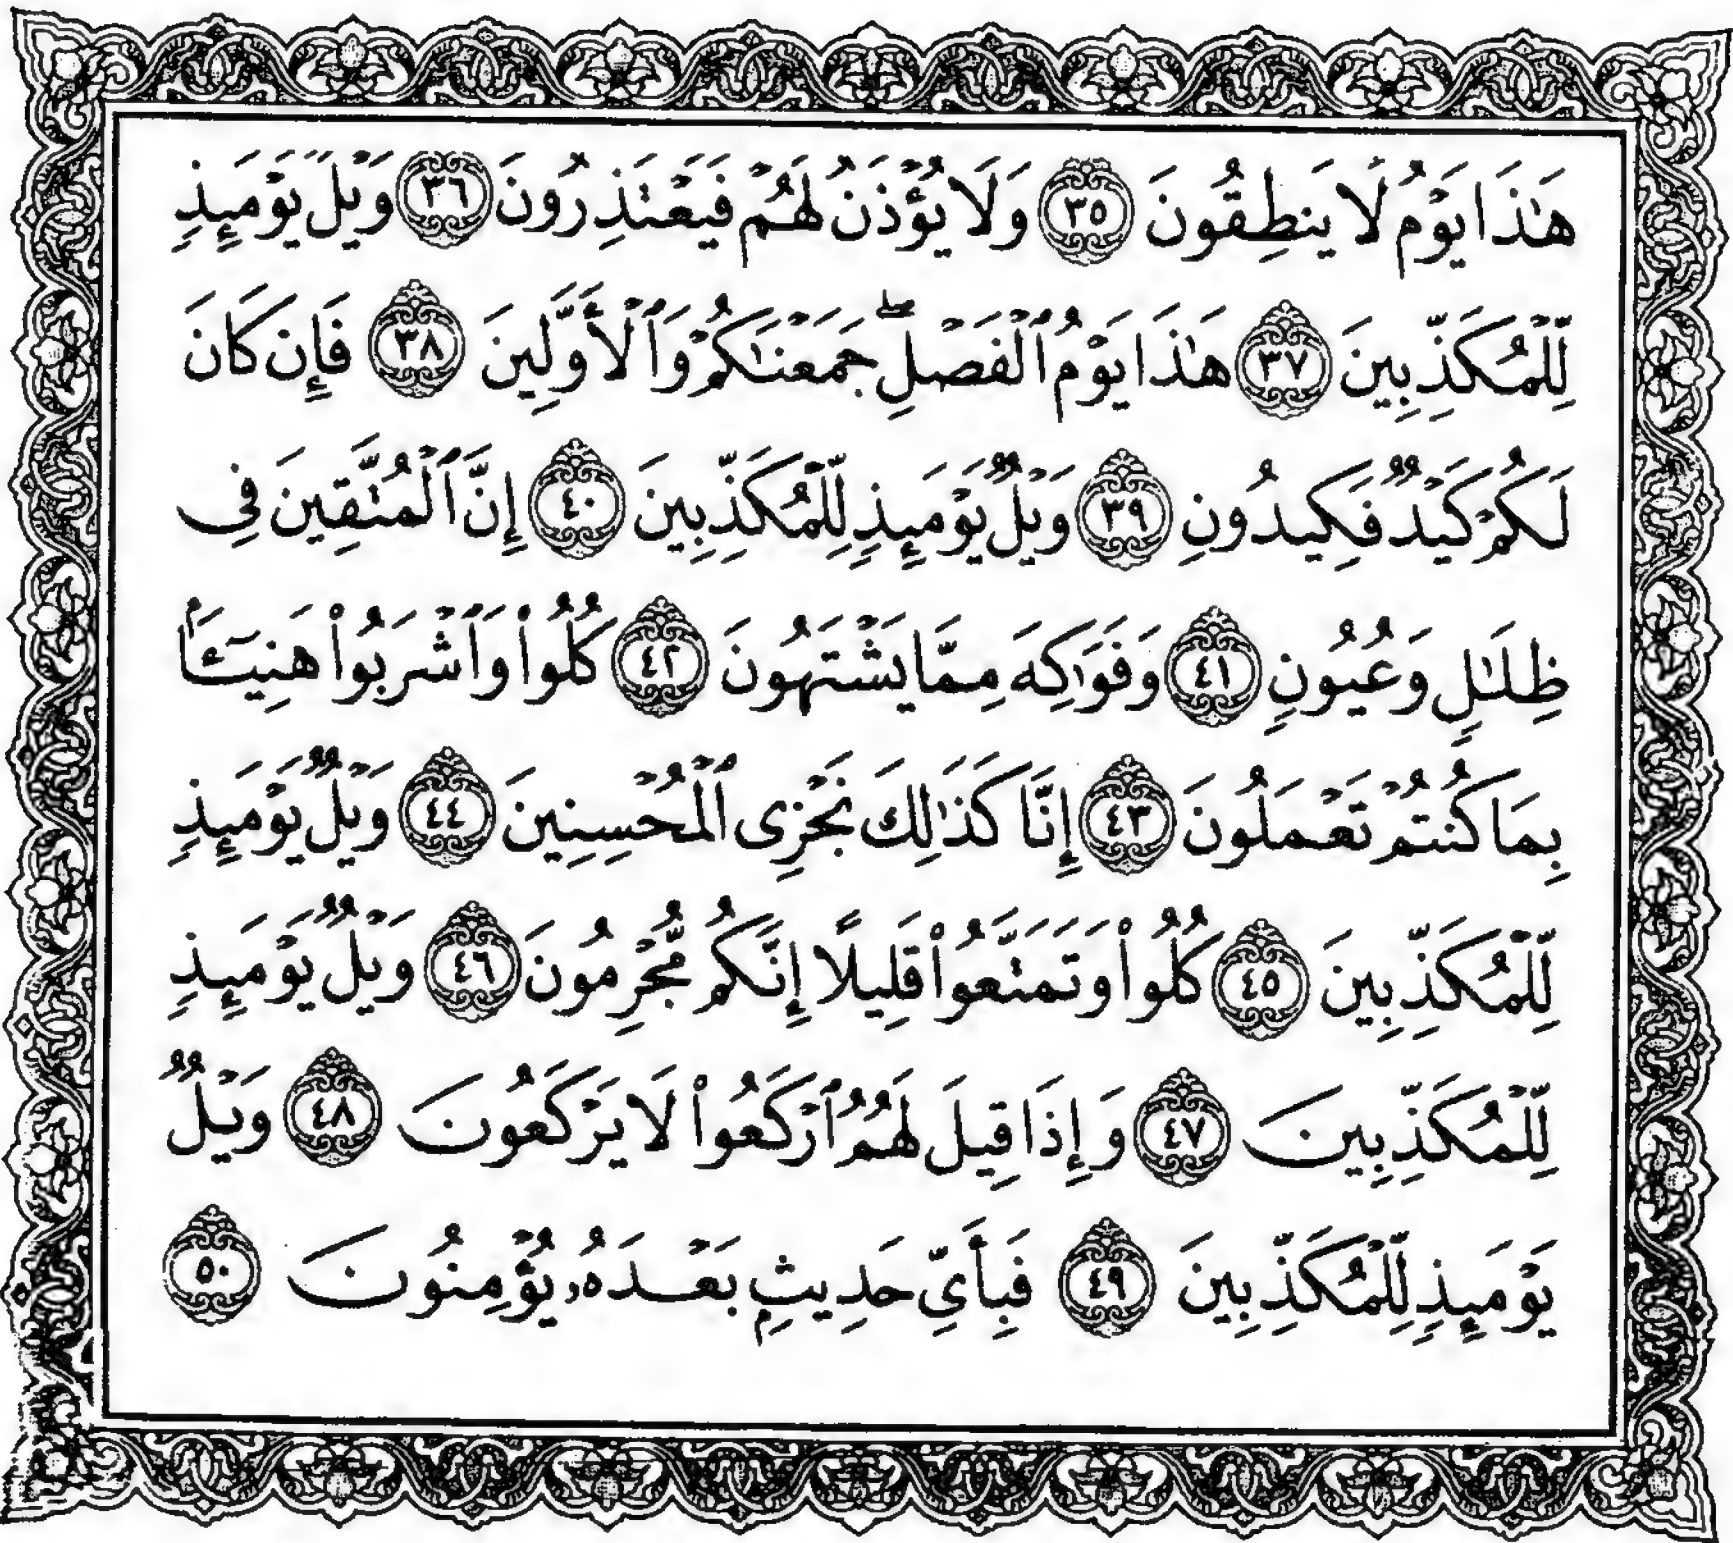 هَٰذَا يَوْمُ لَا يَنطِقُونَ ٣٥ وَلَا يُؤْذَنُ لَهُمْ فَيَعْتَذِرُونَ ٣٦ وَيْلٌ يَوْمَئِذٍ
لِّلْمُكَذِّبِينَ ٣٧ هَٰذَا يَوْمُ ٱلْفَصْلِ ۖ جَمَعْنَٰكُمْ وَٱلْأَوَّلِينَ ٣٨ فَإِن كَانَ
لَكُمْ كَيْدٌ فَكِيدُونِ ٣٩ وَيْلٌ يَوْمَئِذٍ لِّلْمُكَذِّبِينَ ٤٠ إِنَّ ٱلْمُتَّقِينَ فِى
ظِلَٰلٍ وَعُيُونٍ ٤١ وَفَوَٰكِهَ مِمَّا يَشْتَهُونَ ٤٢ كُلُوا۟ وَٱشْرَبُوا۟ هَنِيٓـًٔۢا
بِمَا كُنتُمْ تَعْمَلُونَ ٤٣ إِنَّا كَذَٰلِكَ نَجْزِى ٱلْمُحْسِنِينَ ٤٤ وَيْلٌ يَوْمَئِذٍ
لِّلْمُكَذِّبِينَ ٤٥ كُلُوا۟ وَتَمَتَّعُوا۟ قَلِيلًا إِنَّكُم مُّجْرِمُونَ ٤٦ وَيْلٌ يَوْمَئِذٍ
لِّلْمُكَذِّبِينَ ٤٧ وَإِذَا قِيلَ لَهُمُ ٱرْكَعُوا۟ لَا يَرْكَعُونَ ٤٨ وَيْلٌ
يَوْمَئِذٍ لِّلْمُكَذِّبِينَ ٤٩ فَبِأَىِّ حَدِيثٍۭ بَعْدَهُۥ يُؤْمِنُونَ ٥٠